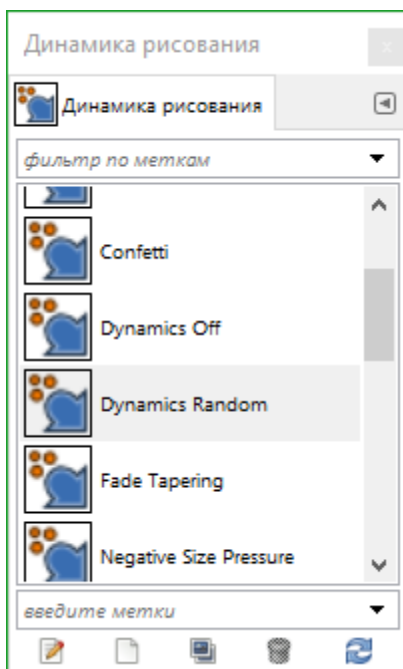 Динамика рисования
Динамика рисования
фильтр по меткам
Confetti
Dynamics Off
Dynamics Random
Fade Tapering
Negative Size Pressure
введите метки